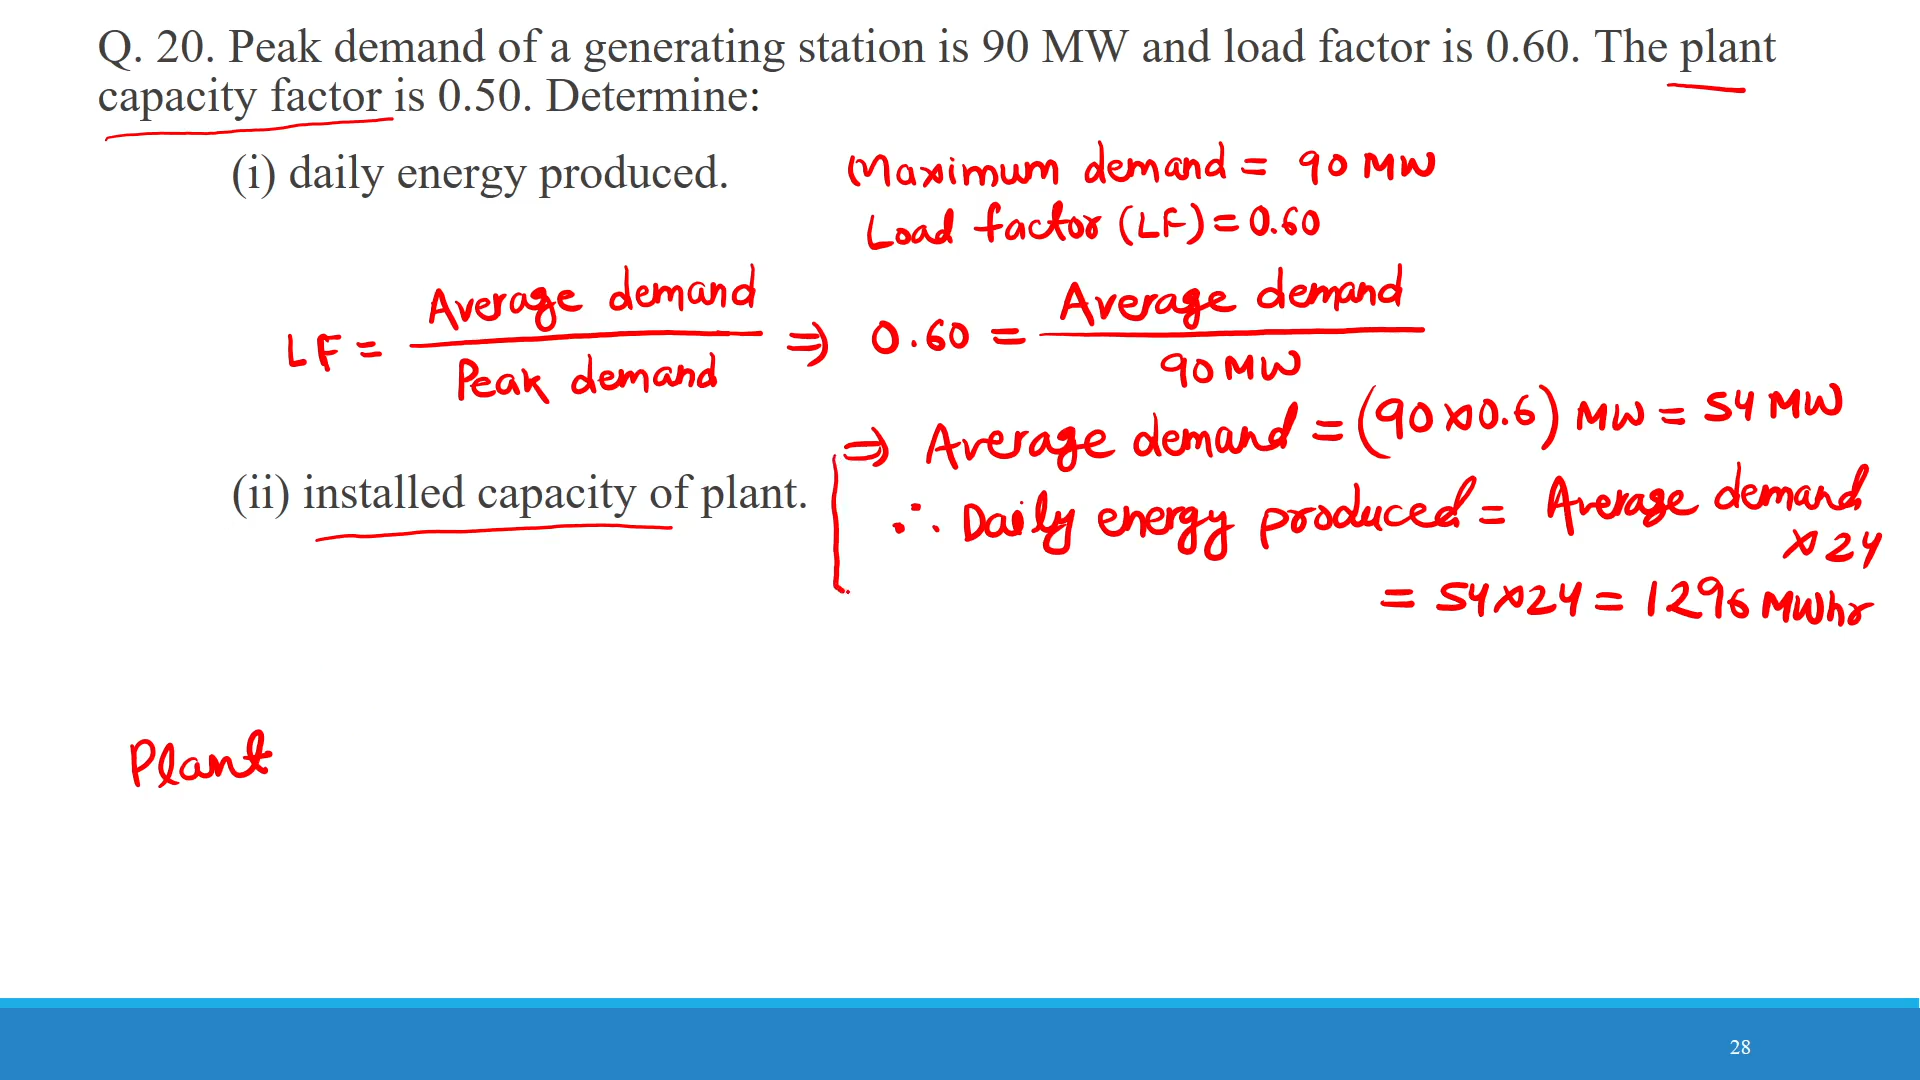 Q. 20. Peak demand of a generating station is 90 MW and load factor is 0.60. The plant
capacity factor is 0.50. Determine:
(i) daily energy produced.
Maximum demand = 90 MW
Load factor (LF) = 0.60
LF = Average demand / Peak demand ⇒ 0.60 = Average demand / 90 MW
⇒ Average demand = (90 × 0.6) MW = 54 MW
(ii) installed capacity of plant.
∴ Daily energy produced = Average demand
× 24
= 54 × 24 = 1296 MWhr
Plant
28